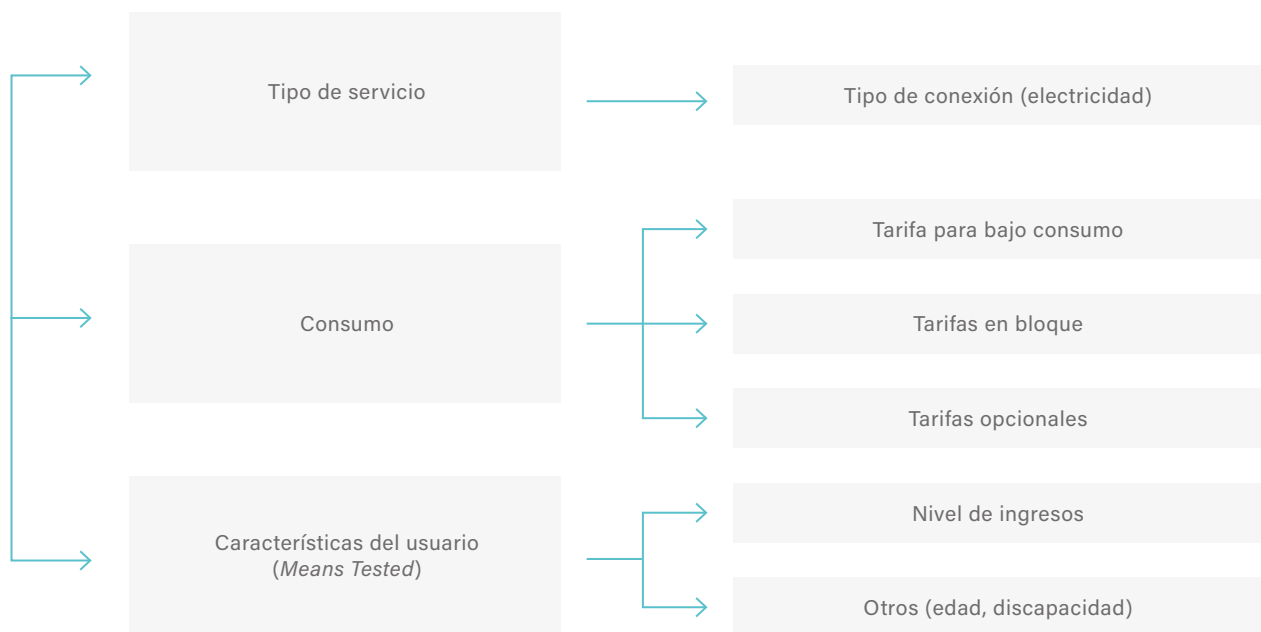 Tipo de servicio
Tipo de conexión (electricidad)
Consumo
Tarifa para bajo consumo
Tarifas en bloque
Tarifas opcionales
Características del usuario
(Means Tested)
Nivel de ingresos
Otros (edad, discapacidad)